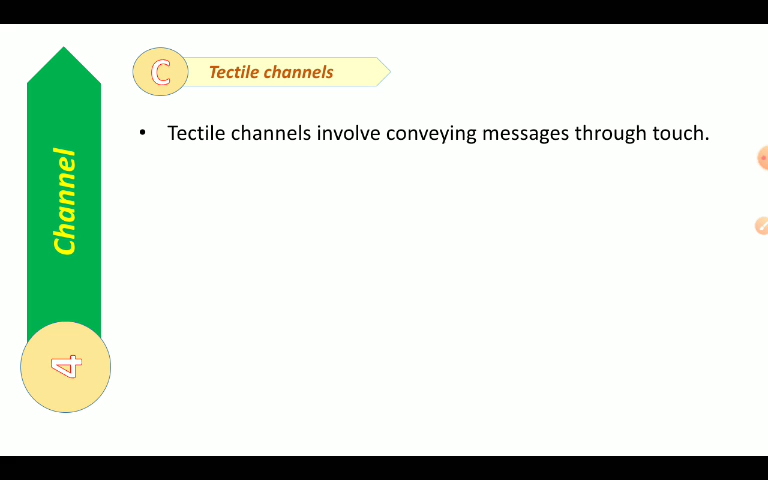 C
Tectile channels
• Tectile channels involve conveying messages through touch.
Channel
4